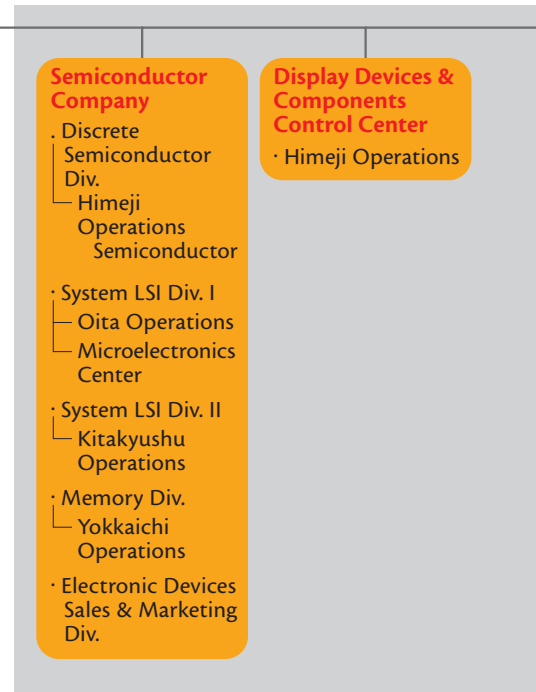 Semiconductor
Company
. Discrete
Semiconductor
Div.
Himeji
Operations
Semiconductor
· System LSI Div. I
Oita Operations
Microelectronics
Center
· System LSI Div. II
Kitakyushu
Operations
· Memory Div.
Yokkaichi
Operations
· Electronic Devices
Sales & Marketing
Div.
Display Devices &
Components
Control Center
· Himeji Operations